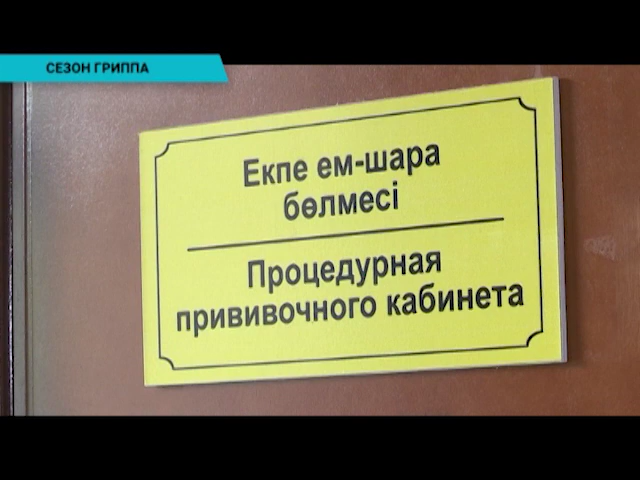 СЕЗОН ГРИППА
Екпе ем-шара
бөлмесі
Процедурная
прививочного кабинета